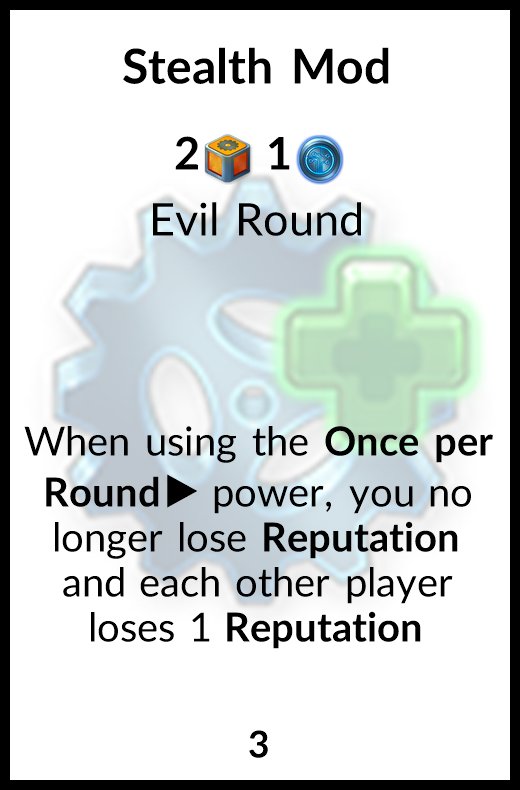 Stealth Mod
2 1
Evil Round
When using the Once per
Round▶ power, you no
longer lose Reputation
and each other player
loses 1 Reputation
3